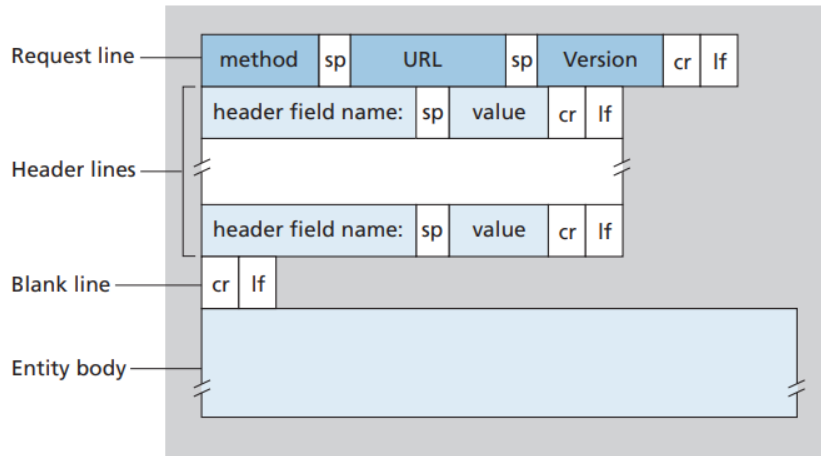 Request line method sp URL sp Version cr lf
header field name: sp value cr lf
Header lines
header field name: sp value cr lf
Blank line cr lf
Entity body